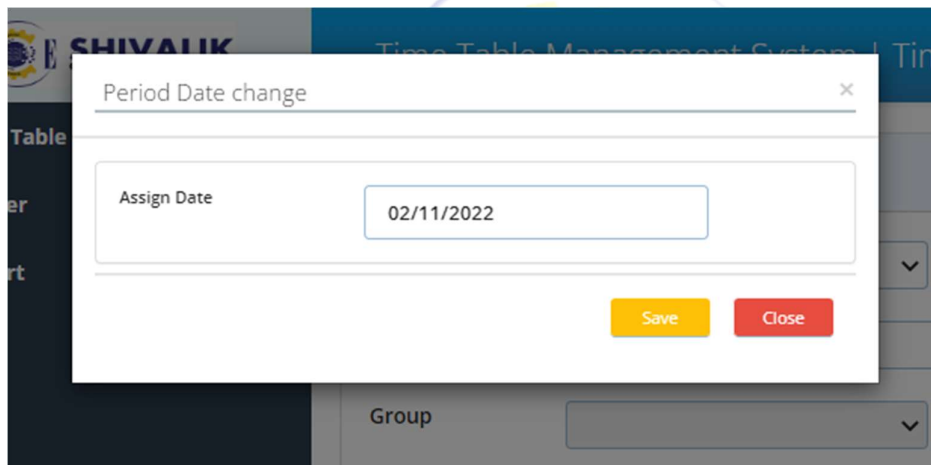 E SHIVALIK
Time Table Management System | Tim
Period Date change
×
Table
Assign Date
02/11/2022
er
rt
Save
Close
Group